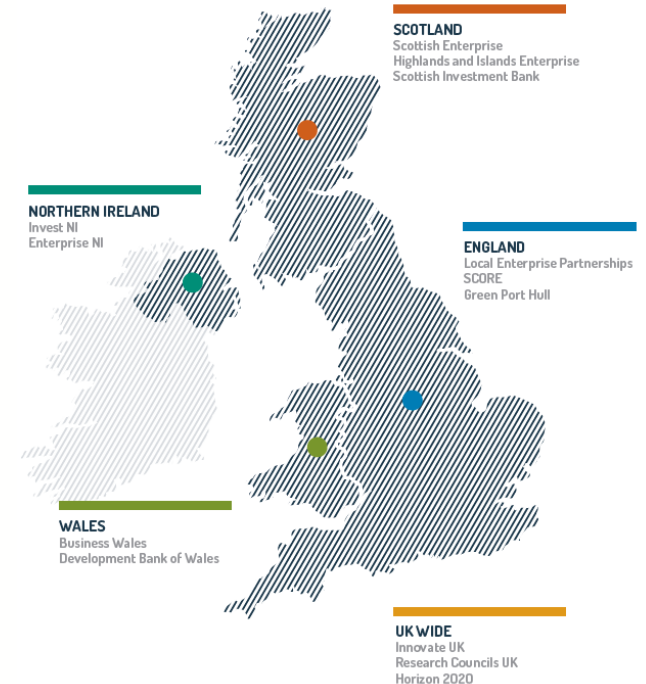 SCOTLAND
Scottish Enterprise
Highlands and Islands Enterprise
Scottish Investment Bank
NORTHERN IRELAND
Invest NI
Enterprise NI
ENGLAND
Local Enterprise Partnerships
SCORE
Green Port Hull
WALES
Business Wales
Development Bank of Wales
UK WIDE
Innovate UK
Research Councils UK
Horizon 2020